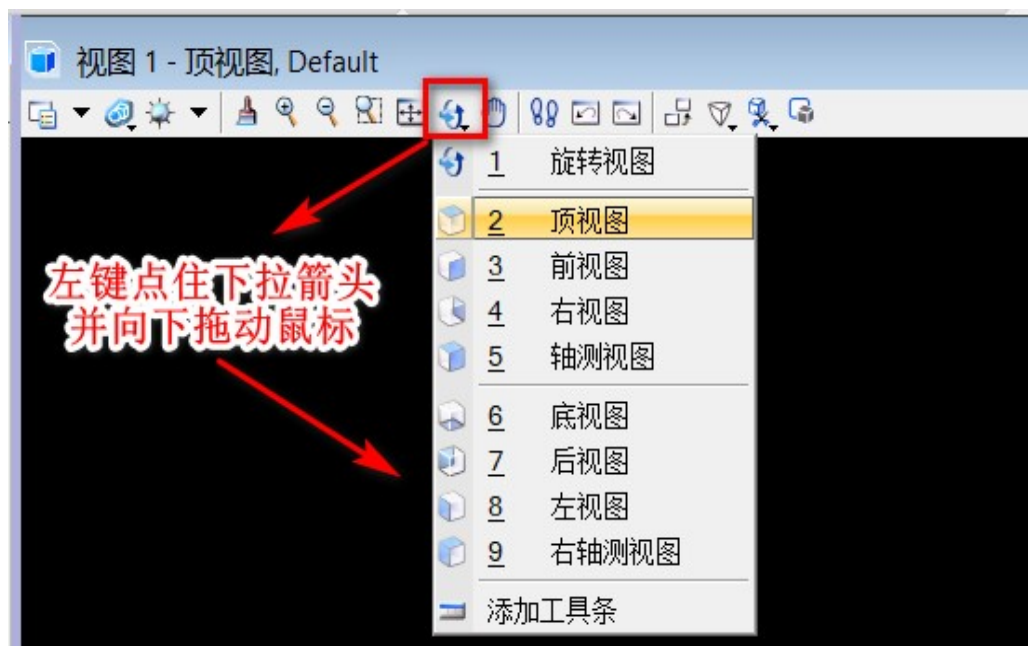 视图 1 - 顶视图, Default
1 旋转视图
2 顶视图
3 前视图
4 右视图
5 轴测视图
6 底视图
7 后视图
8 左视图
9 右轴测视图
添加工具条
左键点住下拉箭头
并向下拖动鼠标